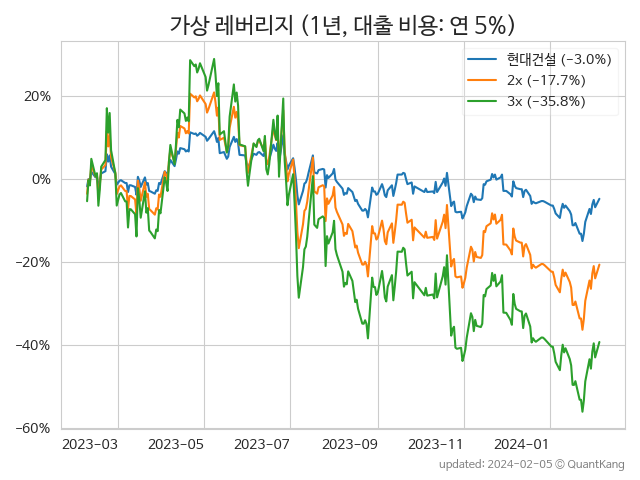 가상 레버리지 (1년, 대출 비용: 연 5%)
현대건설 (−3.0%)
2x (−17.7%)
3x (−35.8%)
20%
0%
−20%
−40%
−60%
2023-03 2023-05 2023-07 2023-09 2023-11 2024-01
updated: 2024-02-05 © QuantKang